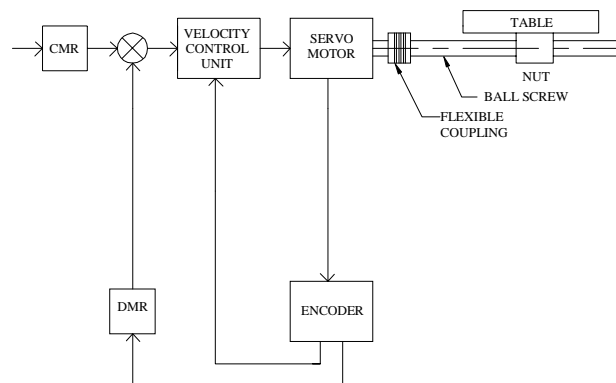 CMR
VELOCITY
CONTROL
UNIT
SERVO
MOTOR
TABLE
NUT
BALL SCREW
FLEXIBLE
COUPLING
DMR
ENCODER